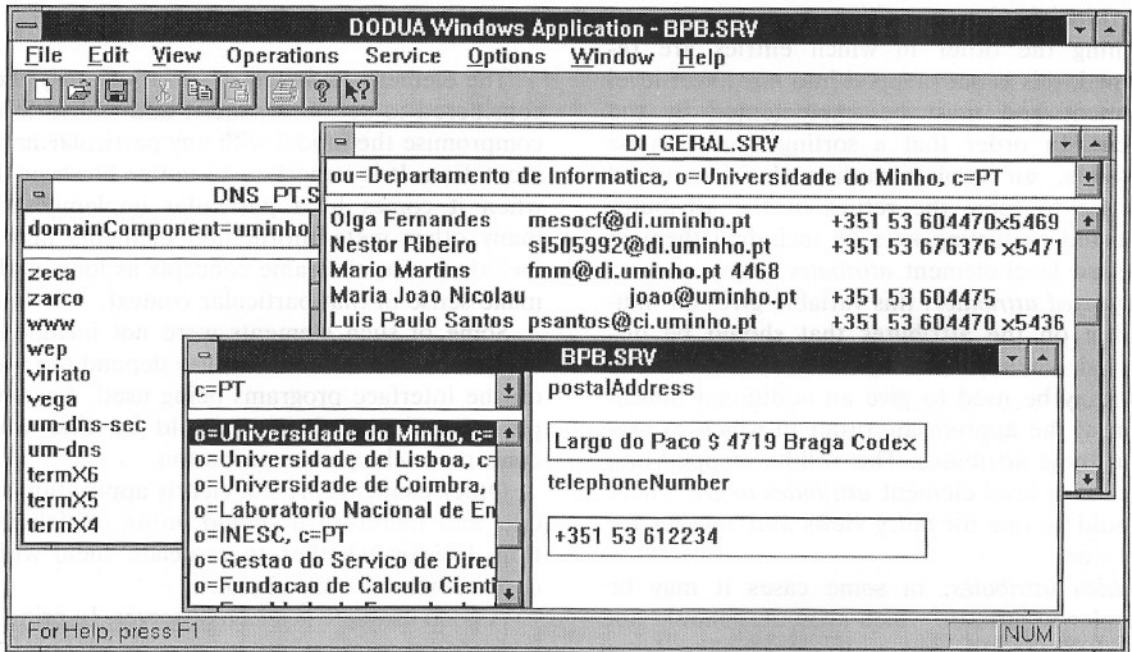 DODUA Windows Application - BPB.SRV
File Edit View Operations Service Options Window Help
DI_GERAL.SRV
ou=Departamento de Informatica, o=Universidade do Minho, c=PT
Olga Fernandes mesocf@di.uminho.pt +351 53 604470x5469
Nestor Ribeiro si505992@di.uminho.pt +351 53 676376 x5471
Mario Martins fmm@di.uminho.pt 4468
Maria Joao Nicolau joao@uminho.pt +351 53 604475
Luis Paulo Santos psantos@ctc.uminho.pt +351 53 604470 x5436
DNS_PT.S
domainComponent=uminho
zeca
zarco
www
wep
viriato
vega
um-dns-sec
um-dns
termX6
termX5
termX4
BPB.SRV
c=PT
o=Universidade do Minho, c=
o=Universidade de Lisboa, c=
o=Universidade de Coimbra,
o=Laboratorio Nacional de En
o=INESC, c=PT
o=Gestao do Servico de Direc
o=Fundacao de Calculo Cienti
postalAddress
Largo do Paco $ 4719 Braga Codex
telephoneNumber
+351 53 612234
For Help, press F1
NUM